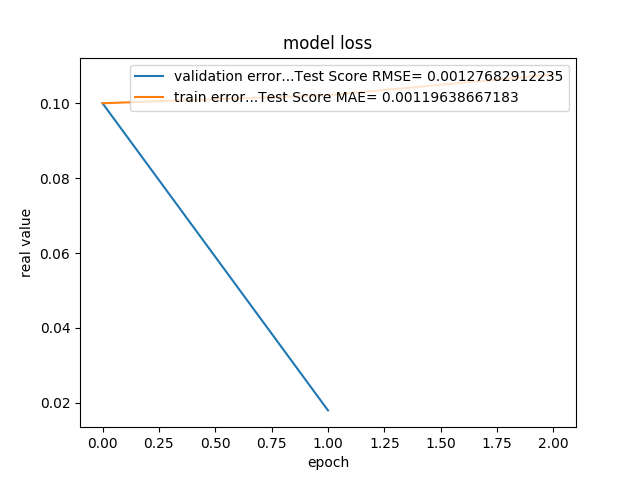 model loss
validation error...Test Score RMSE= 0.00127682912235
train error...Test Score MAE= 0.00119638667183
real value
0.10
0.08
0.06
0.04
0.02
0.00 0.25 0.50 0.75 1.00 1.25 1.50 1.75 2.00
epoch